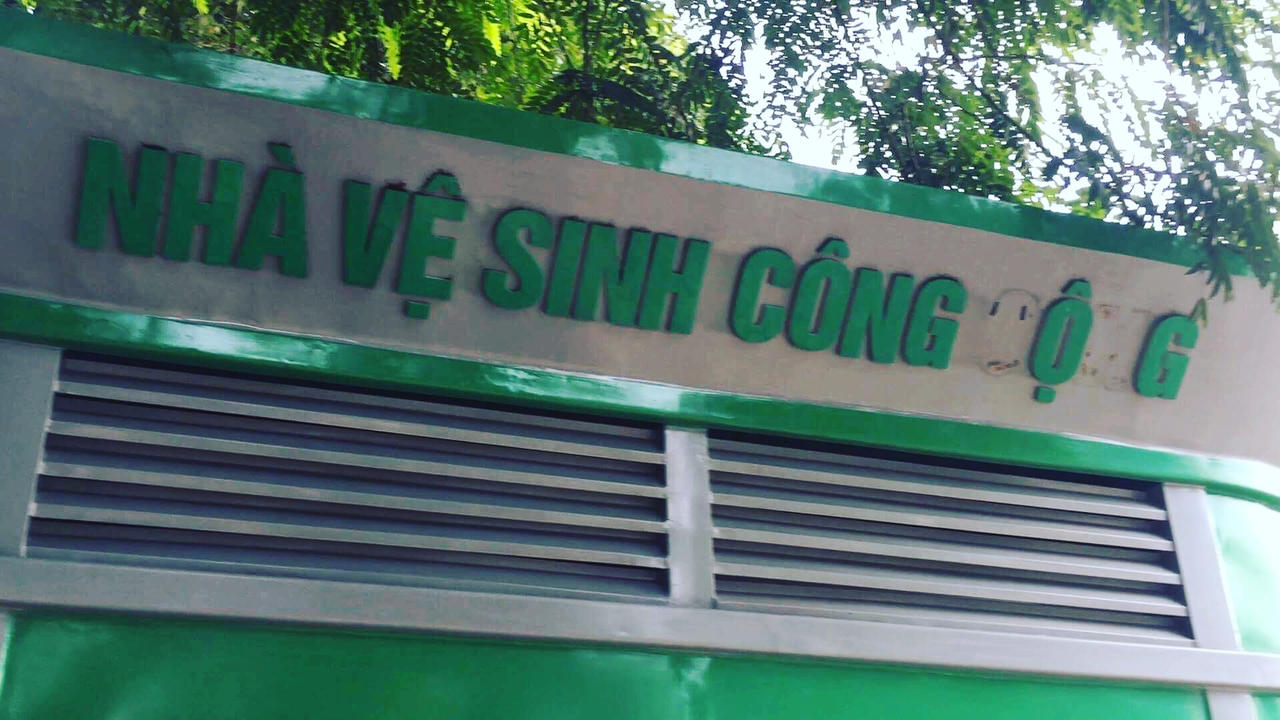 NHÀ VỆ SINH CÔNG Ộ G